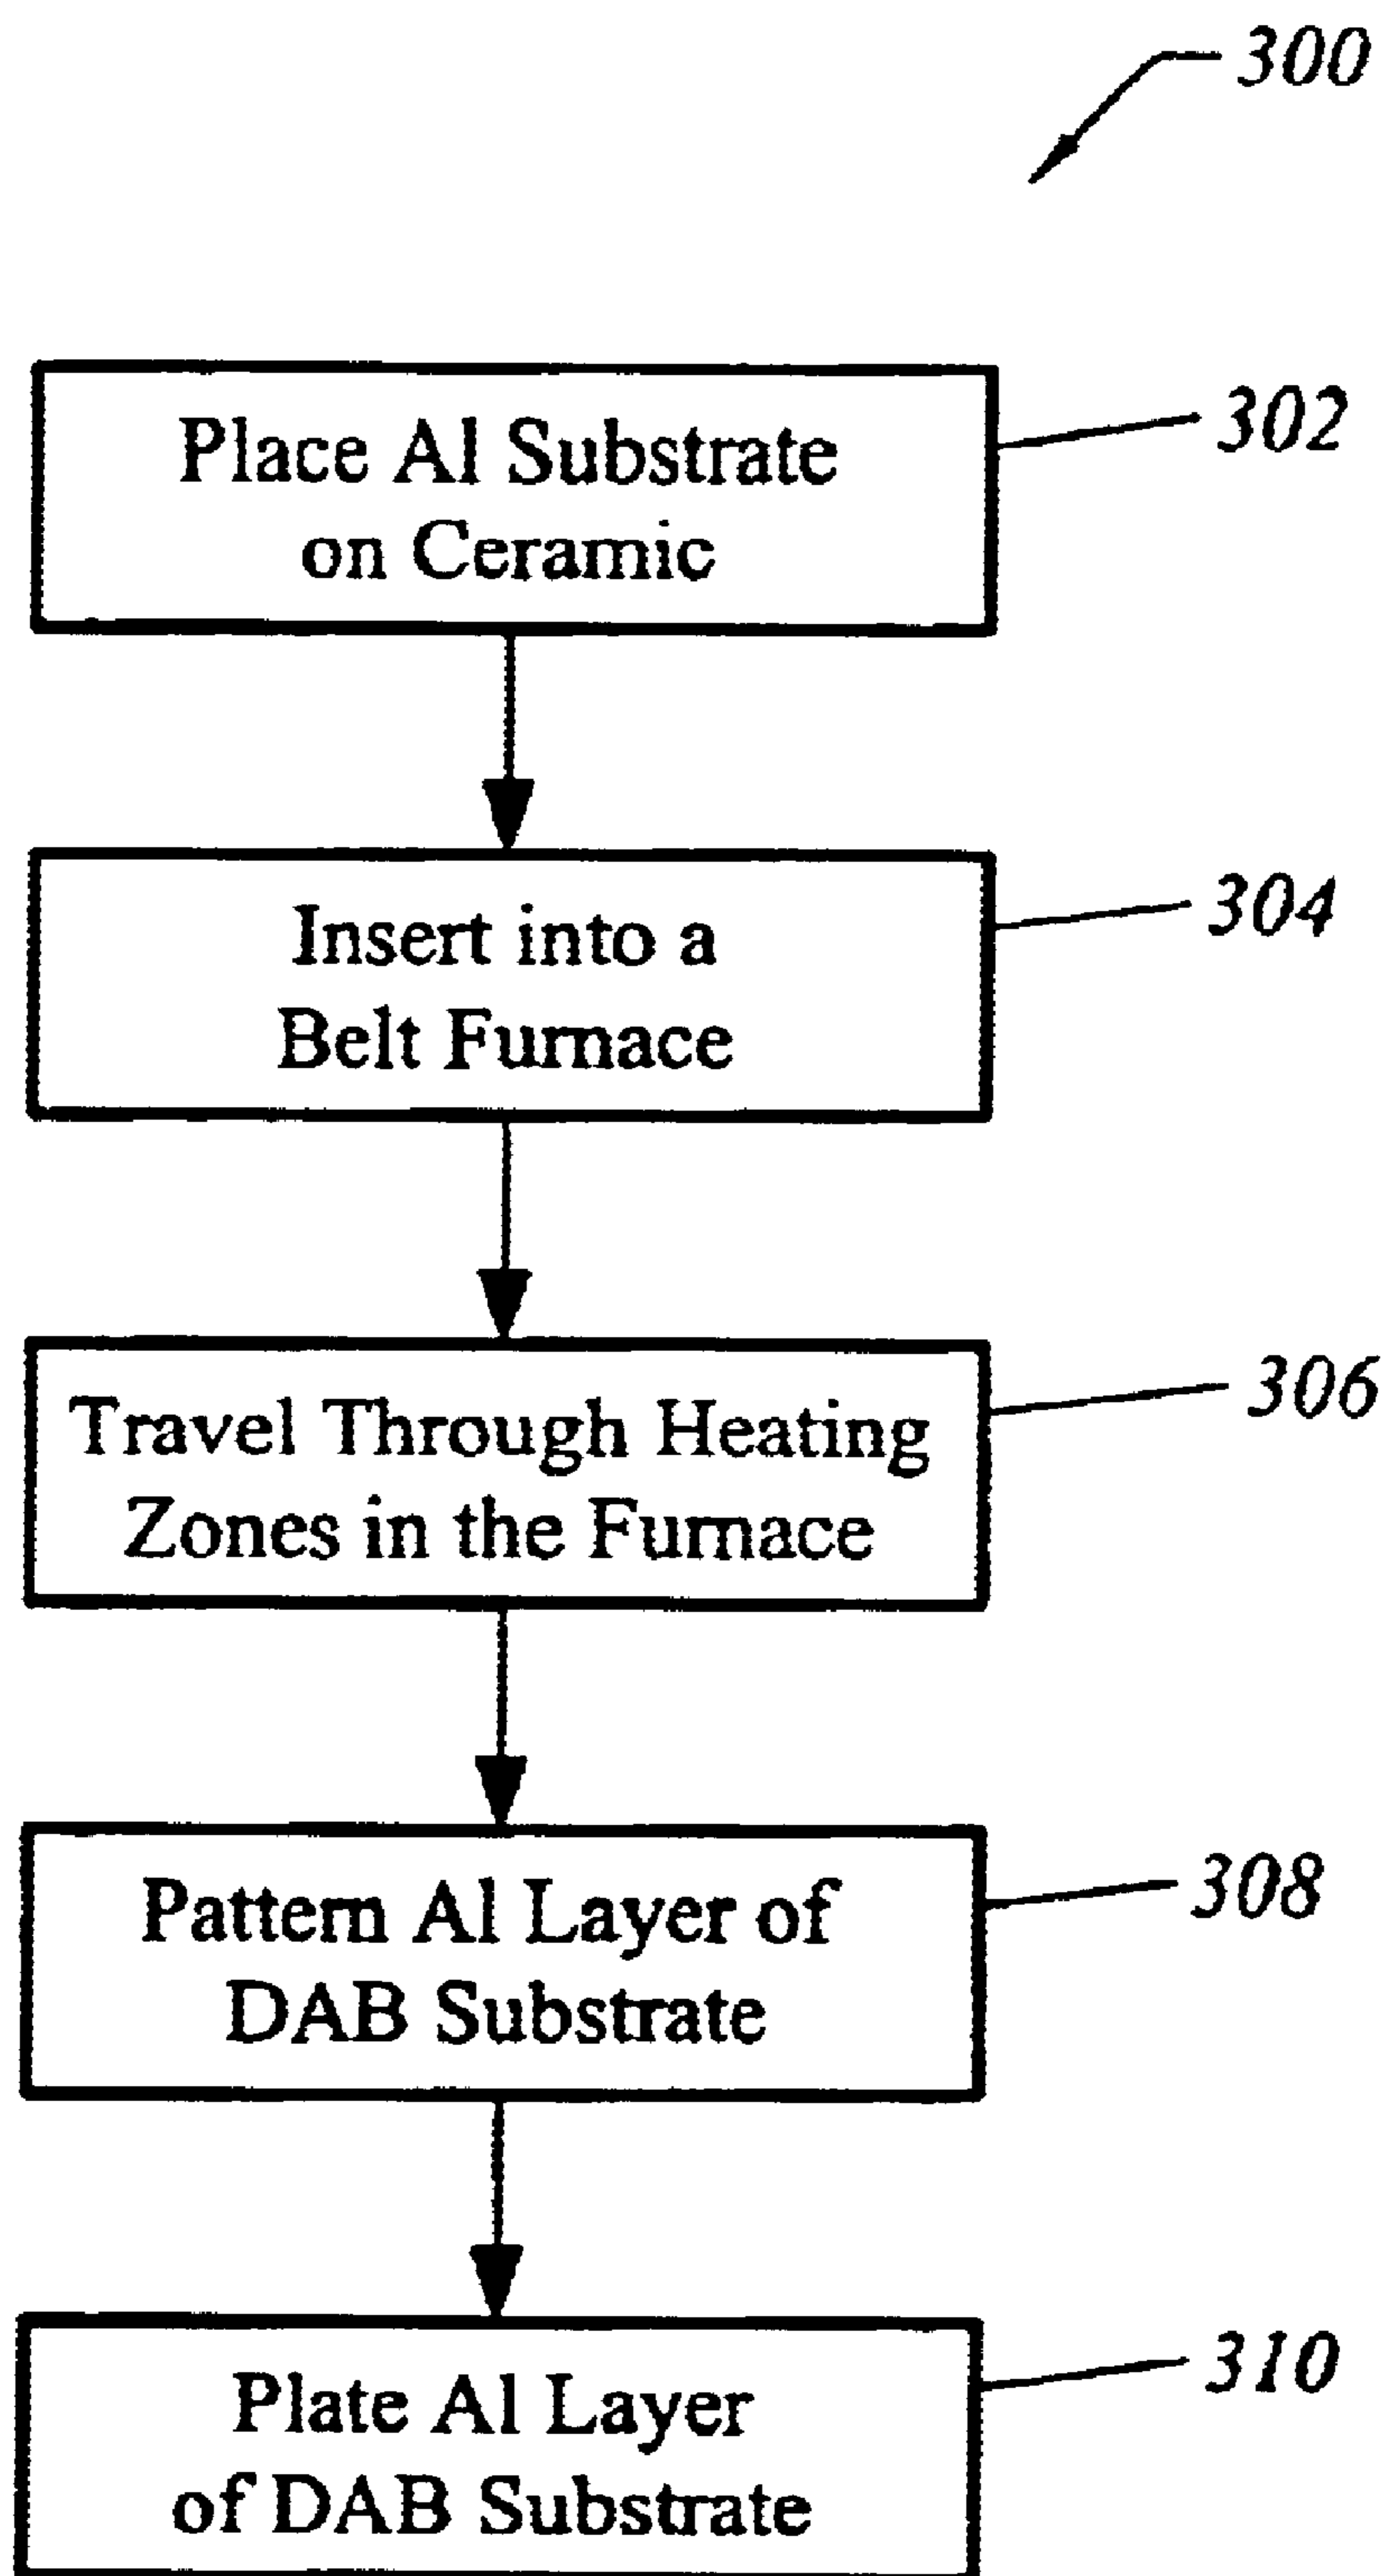 300
Place Al Substrate
on Ceramic
302
Insert into a
Belt Furnace
304
Travel Through Heating
Zones in the Furnace
306
Pattern Al Layer of
DAB Substrate
308
Plate Al Layer
of DAB Substrate
310